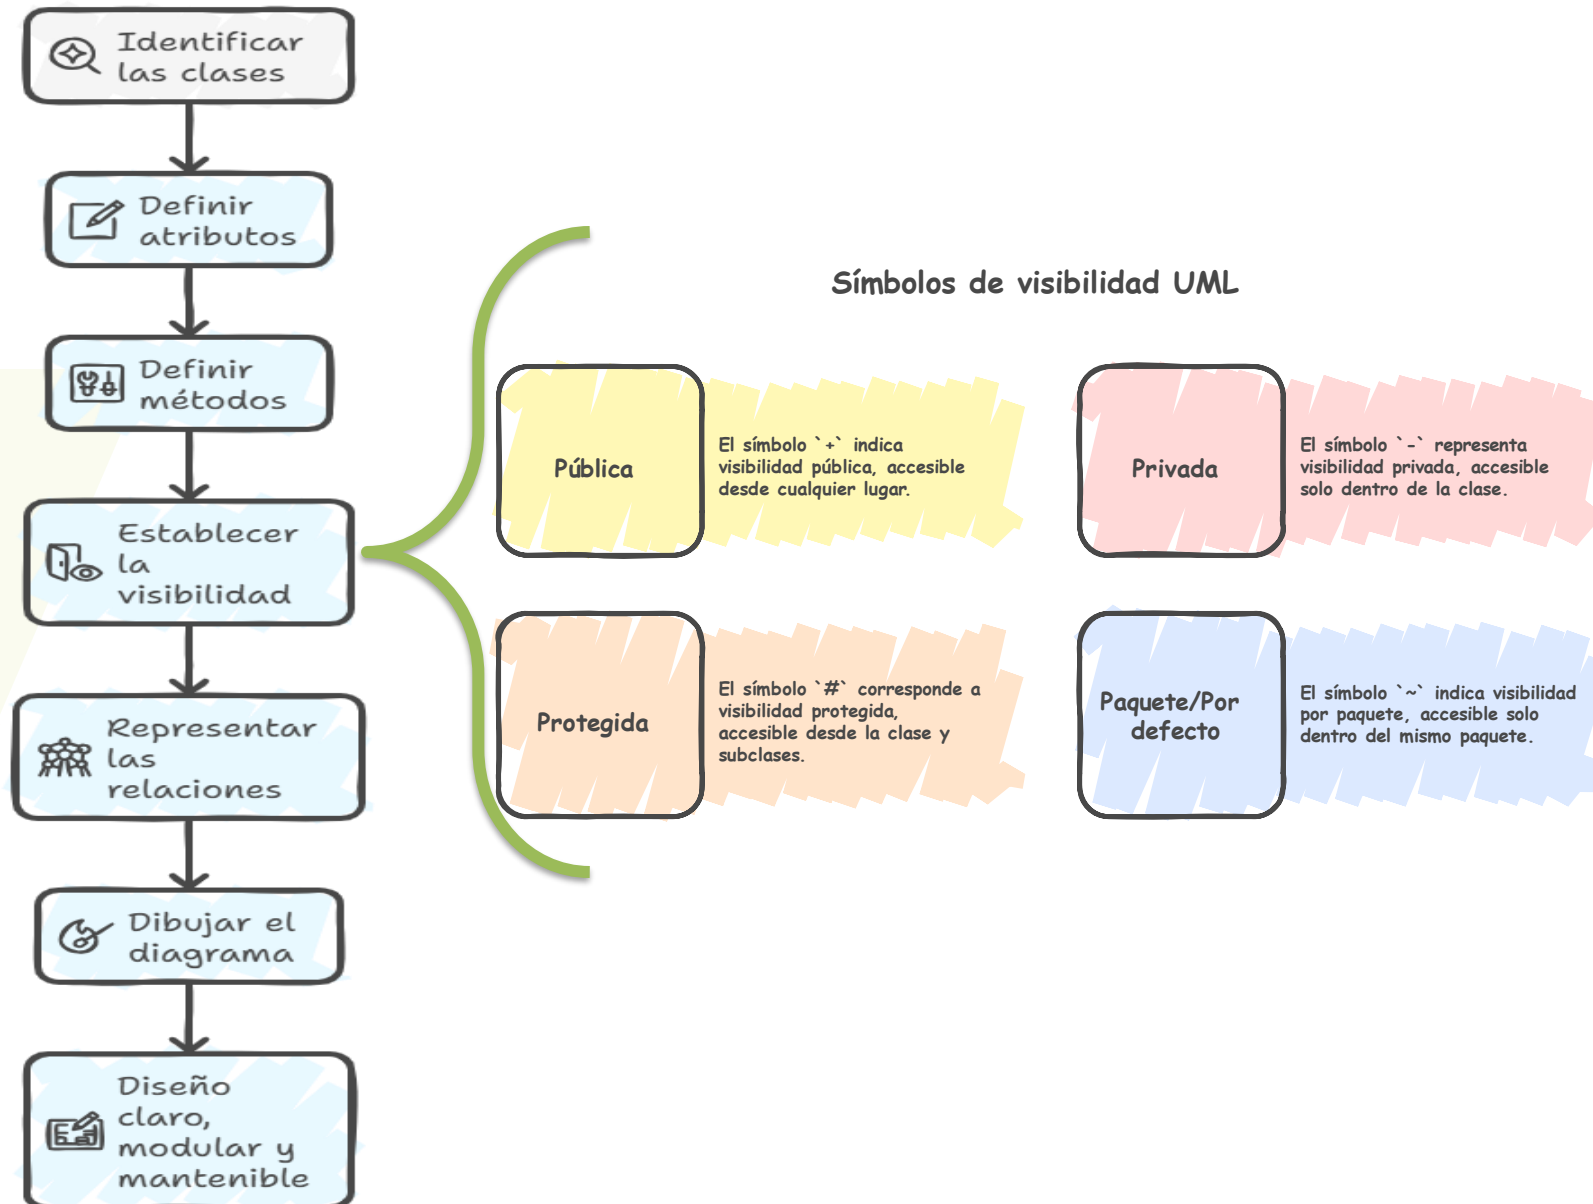 Identificar
las clases
Definir
atributos
Definir
métodos
Establecer
la
visibilidad
Representar
las
relaciones
Dibujar el
diagrama
Diseño
claro,
modular y
mantenible
Símbolos de visibilidad UML
Pública
El símbolo `+` indica
visibilidad pública, accesible
desde cualquier lugar.
Privada
El símbolo `-` representa
visibilidad privada, accesible
solo dentro de la clase.
Protegida
El símbolo `#` corresponde a
visibilidad protegida,
accesible desde la clase y
subclases.
Paquete/Por
defecto
El símbolo `~` indica visibilidad
por paquete, accesible solo
dentro del mismo paquete.